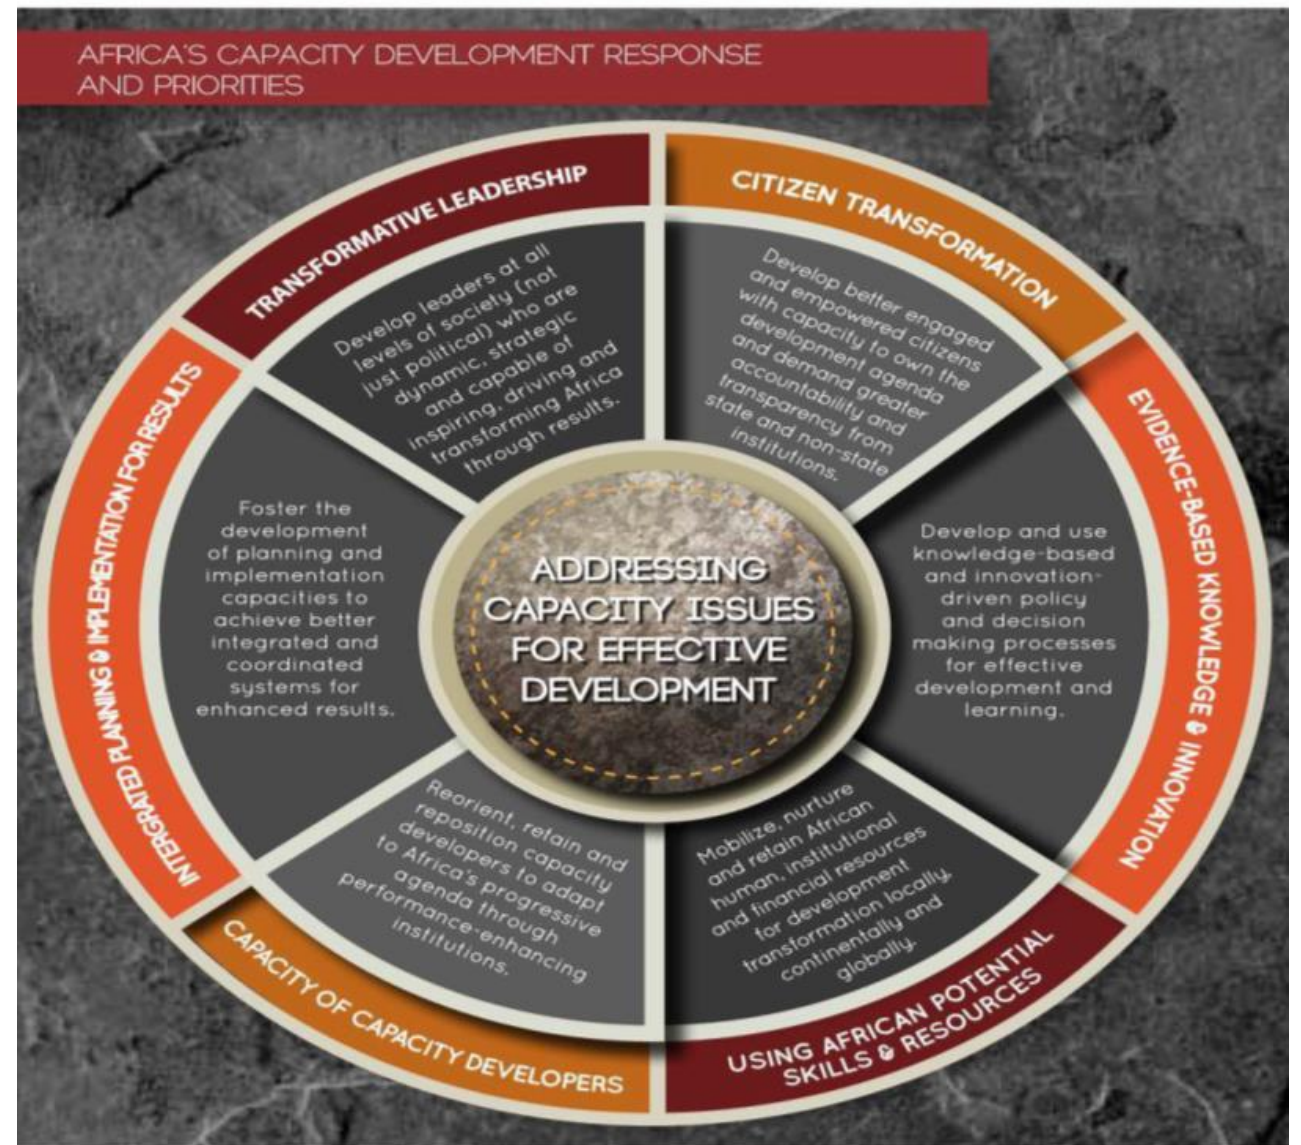 AFRICA'S CAPACITY DEVELOPMENT RESPONSE
AND PRIORITIES
TRANSFORMATIVE LEADERSHIP
Develop leaders at all
levels of society (not
just political) who are
dynamic, strategic
and capable of
inspiring, driving and
transforming Africa
through results.
CITIZEN TRANSFORMATION
Develop better engaged
and empowered citizens
with capacity to own the
development agenda
and demand greater
accountability and
transparency from
state and non-state
institutions.
EVIDENCE-BASED KNOWLEDGE & INNOVATION
Develop and use
knowledge-based
and innovation-
driven policy
and decision
making processes
for effective
development and
learning.
USING AFRICAN POTENTIAL
SKILLS & RESOURCES
Mobilize, nurture
and retain African
human, institutional
and financial resources
for development
transformation locally,
continentally and
globally.
CAPACITY OF CAPACITY DEVELOPERS
Reorient, retain and
reposition capacity
developers to adapt
to Africa's progressive
agenda through
performance-enhancing
institutions.
INTERGRATED PLANNING & IMPLEMENTATION FOR RESULTS
Foster the
development
of planning and
implementation
capacities to
achieve better
integrated and
coordinated
systems for
enhanced results.
ADDRESSING
CAPACITY ISSUES
FOR EFFECTIVE
DEVELOPMENT